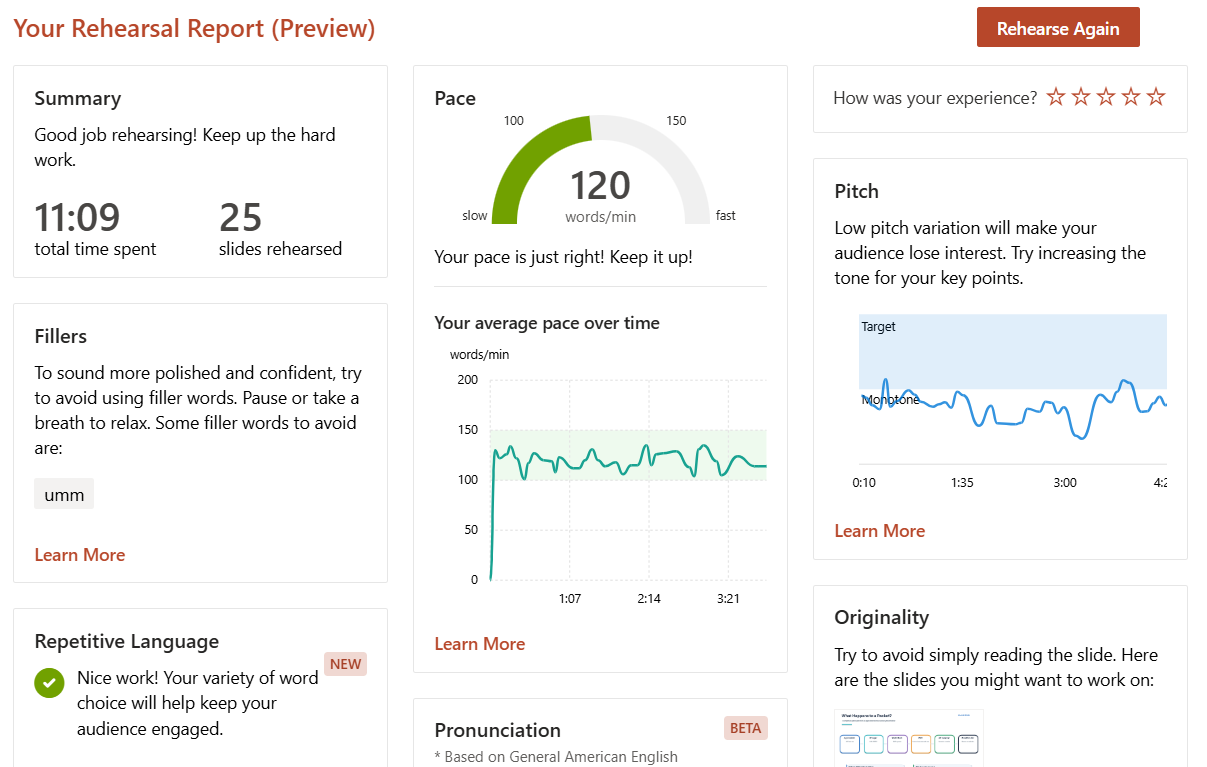 Your Rehearsal Report (Preview)
Rehearse Again
Summary
Good job rehearsing! Keep up the hard
work.
11:09
total time spent
25
slides rehearsed
Fillers
To sound more polished and confident, try
to avoid using filler words. Pause or take a
breath to relax. Some filler words to avoid
are:
umm
Learn More
Repetitive Language
NEW
Nice work! Your variety of word
choice will help keep your
audience engaged.
Pace
100
150
120
slow
words/min
fast
Your pace is just right! Keep it up!
Your average pace over time
words/min
200
150
100
50
0
1:07
2:14
3:21
Learn More
Pronunciation
BETA
* Based on General American English
How was your experience?
Pitch
Low pitch variation will make your
audience lose interest. Try increasing the
tone for your key points.
Target
Monotone
0:10
1:35
3:00
Learn More
Originality
Try to avoid simply reading the slide. Here
are the slides you might want to work on:
What Happens to a Packet?